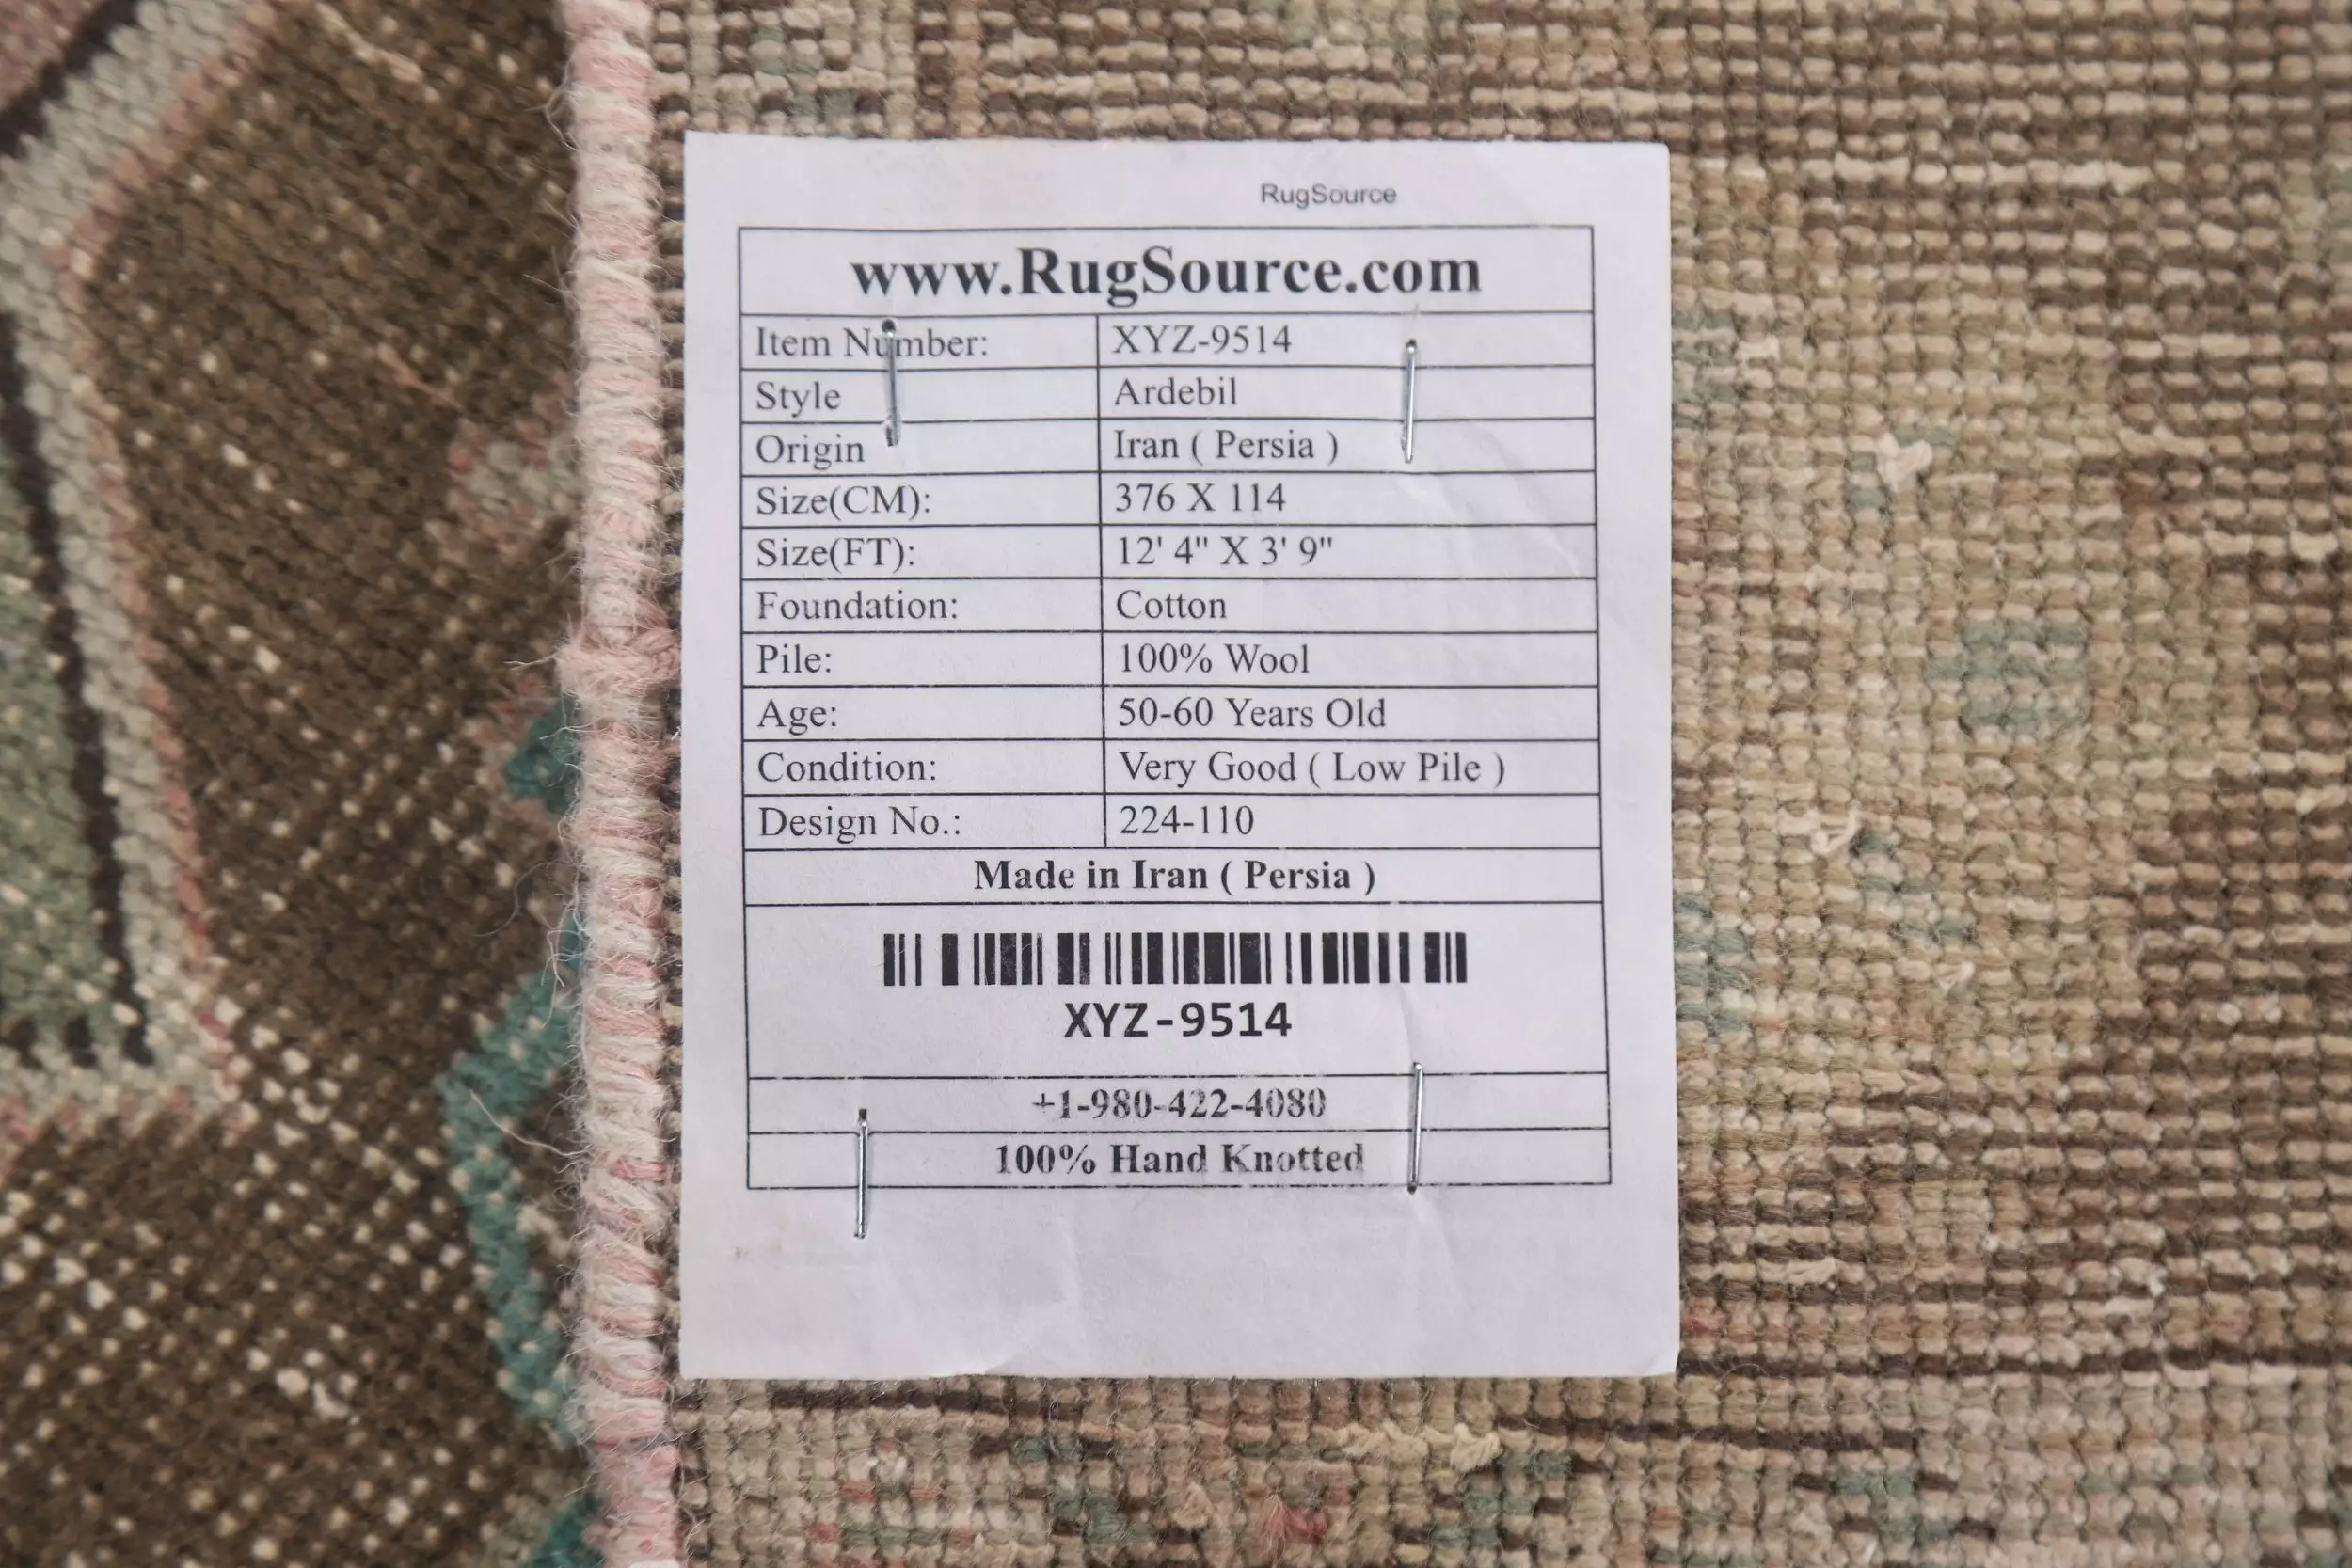 RugSource
www.RugSource.com
Item Number: XYZ-9514
Style Ardebil
Origin Iran ( Persia )
Size(CM): 376 X 114
Size(FT): 12' 4" X 3' 9"
Foundation: Cotton
Pile: 100% Wool
Age: 50-60 Years Old
Condition: Very Good ( Low Pile )
Design No.: 224-110
Made in Iran ( Persia )
XYZ-9514
+1-980-422-4080
100% Hand Knotted